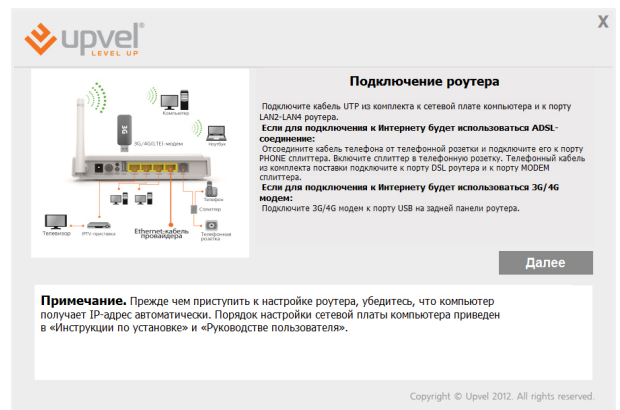 X
upvel
LEVEL UP
Подключение роутера
Подключите кабель UTP из комплекта к сетевой плате компьютера и к порту
LAN2-LAN4 роутера.
Если для подключения к Интернету будет использоваться ADSL-
соединение:
Отсоедините кабель телефона от телефонной розетки и подключите его к порту
PHONE сплиттера. Включите сплиттер в телефонную розетку. Телефонный кабель
из комплекта поставки подключите к порту DSL роутера и к порту MODEM
сплиттера.
Если для подключения к Интернету будет использоваться 3G/4G
модем:
Подключите 3G/4G модем к порту USB на задней панели роутера.
Компьютер
3G
3G/4G(LTE)-модем
Ноутбук
Телефон
Сплиттер
Телевизор
IPTV-приставка
Ethernet-кабель
провайдера
Телефонная
розетка
Далее
Примечание. Прежде чем приступить к настройке роутера, убедитесь, что компьютер
получает IP-адрес автоматически. Порядок настройки сетевой платы компьютера приведен
в «Инструкции по установке» и «Руководстве пользователя».
Copyright © Upvel 2012. All rights reserved.